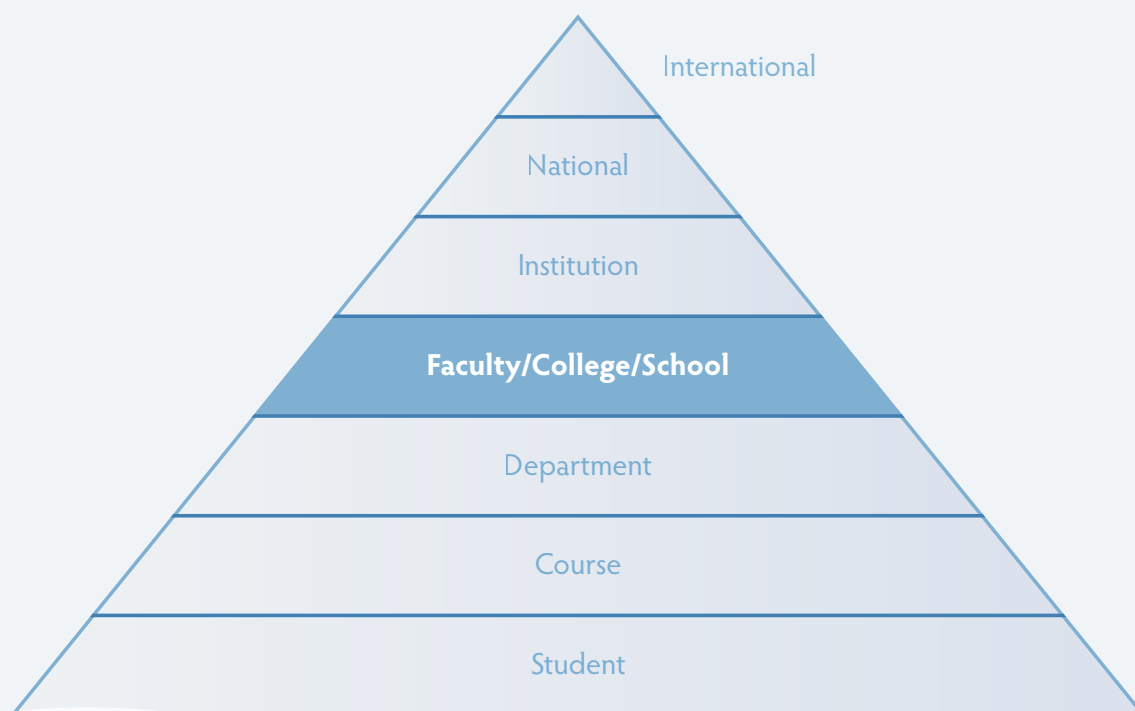 International
National
Institution
Faculty/College/School
Department
Course
Student